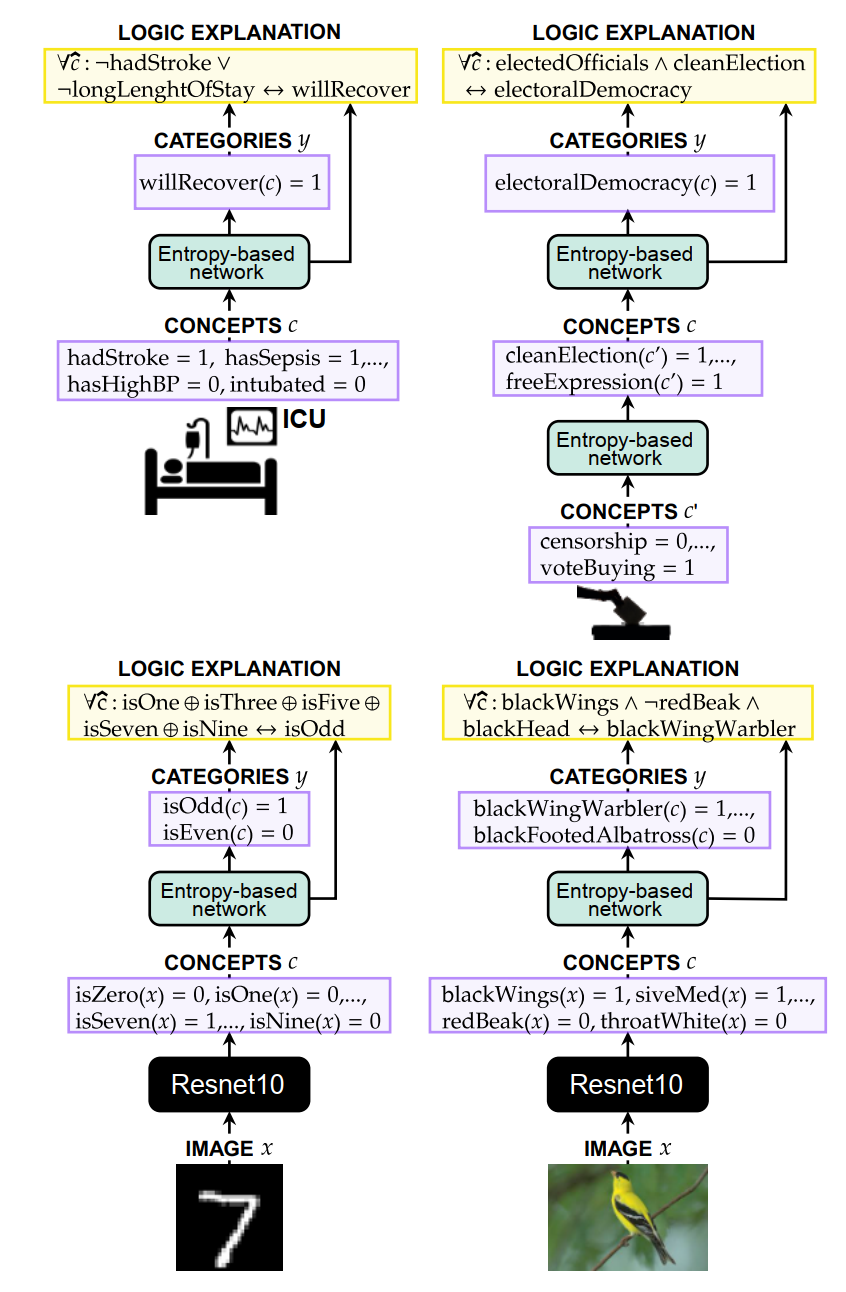 LOGIC EXPLANATION
∀ĉ : ¬hadStroke ∨
¬longLenghtOfStay ↔ willRecover
CATEGORIES y
willRecover(c) = 1
Entropy-based
network
CONCEPTS c
hadStroke = 1, hasSepsis = 1,...,
hasHighBP = 0, intubated = 0
ICU
LOGIC EXPLANATION
∀ĉ : electedOfficials ∧ cleanElection
↔ electoralDemocracy
CATEGORIES y
electoralDemocracy(c) = 1
Entropy-based
network
CONCEPTS c
cleanElection(c′) = 1,...,
freeExpression(c′) = 1
Entropy-based
network
CONCEPTS c'
censorship = 0,...,
voteBuying = 1
LOGIC EXPLANATION
∀ĉ : isOne ⊕ isThree ⊕ isFive ⊕
isSeven ⊕ isNine ↔ isOdd
CATEGORIES y
isOdd(c) = 1
isEven(c) = 0
Entropy-based
network
CONCEPTS c
isZero(x) = 0, isOne(x) = 0,...,
isSeven(x) = 1,..., isNine(x) = 0
Resnet10
IMAGE x
7
LOGIC EXPLANATION
∀ĉ : blackWings ∧ ¬redBeak ∧
blackHead ↔ blackWingWarbler
CATEGORIES y
blackWingWarbler(c) = 1,...,
blackFootedAlbatross(c) = 0
Entropy-based
network
CONCEPTS c
blackWings(x) = 1, siveMed(x) = 1,...,
redBeak(x) = 0, throatWhite(x) = 0
Resnet10
IMAGE x